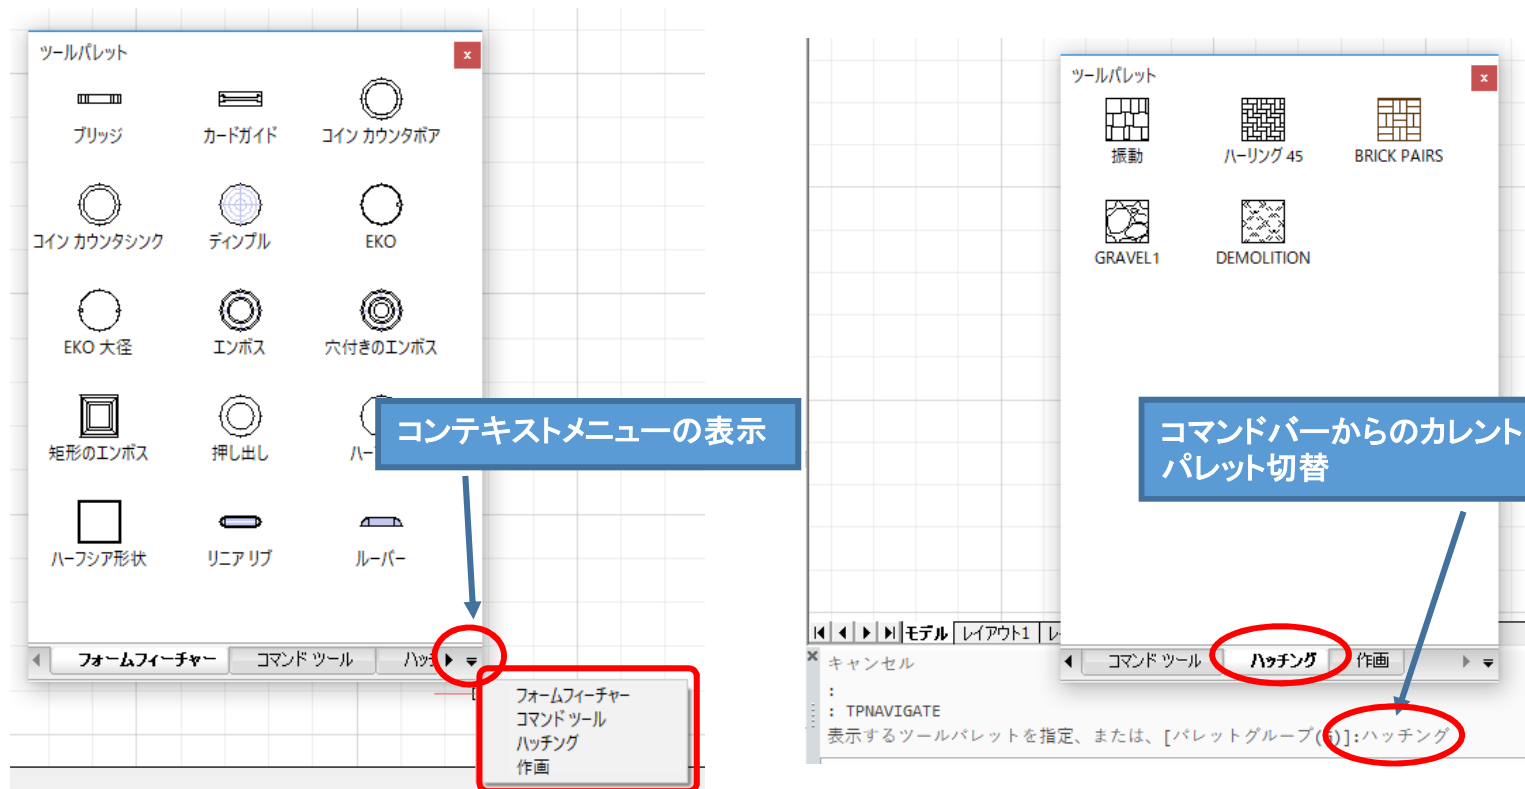 ツールパレット
x
ブリッジ
カードガイド
コイン カウンタボア
コイン カウンタシンク
ディンプル
EKO
EKO 大径
エンボス
穴付きのエンボス
矩形のエンボス
押し出し
コンテキストメニューの表示
ハーフシア形状
リニア リブ
ルーバー
フォームフィーチャー
コマンド ツール
フォームフィーチャー
コマンド ツール
ハッチング
作画
ツールパレット
x
振動
ハーリング 45
BRICK PAIRS
GRAVEL1
DEMOLITION
コマンドバーからのカレント
パレット切替
モデル
レイアウト1
コマンド ツール
ハッチング
作画
キャンセル
:
: TPNAVIGATE
表示するツールパレットを指定、または、[パレットグループ(G)]:ハッチング